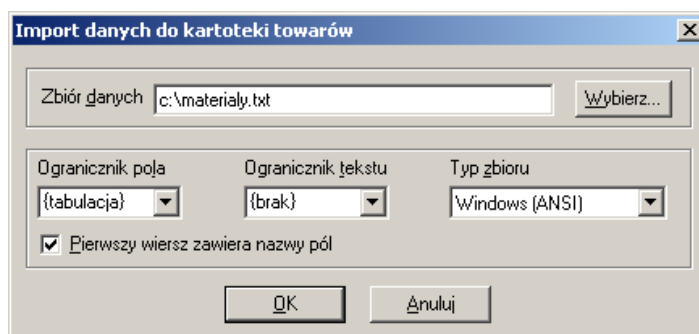 Import danych do kartoteki towarów
Zbiór danych c:\materialy.txt Wybierz...
Ogranicznik pola Ogranicznik tekstu Typ zbioru
{tabulacja} {brak} Windows (ANSI)
Pierwszy wiersz zawiera nazwy pól
OK Anuluj